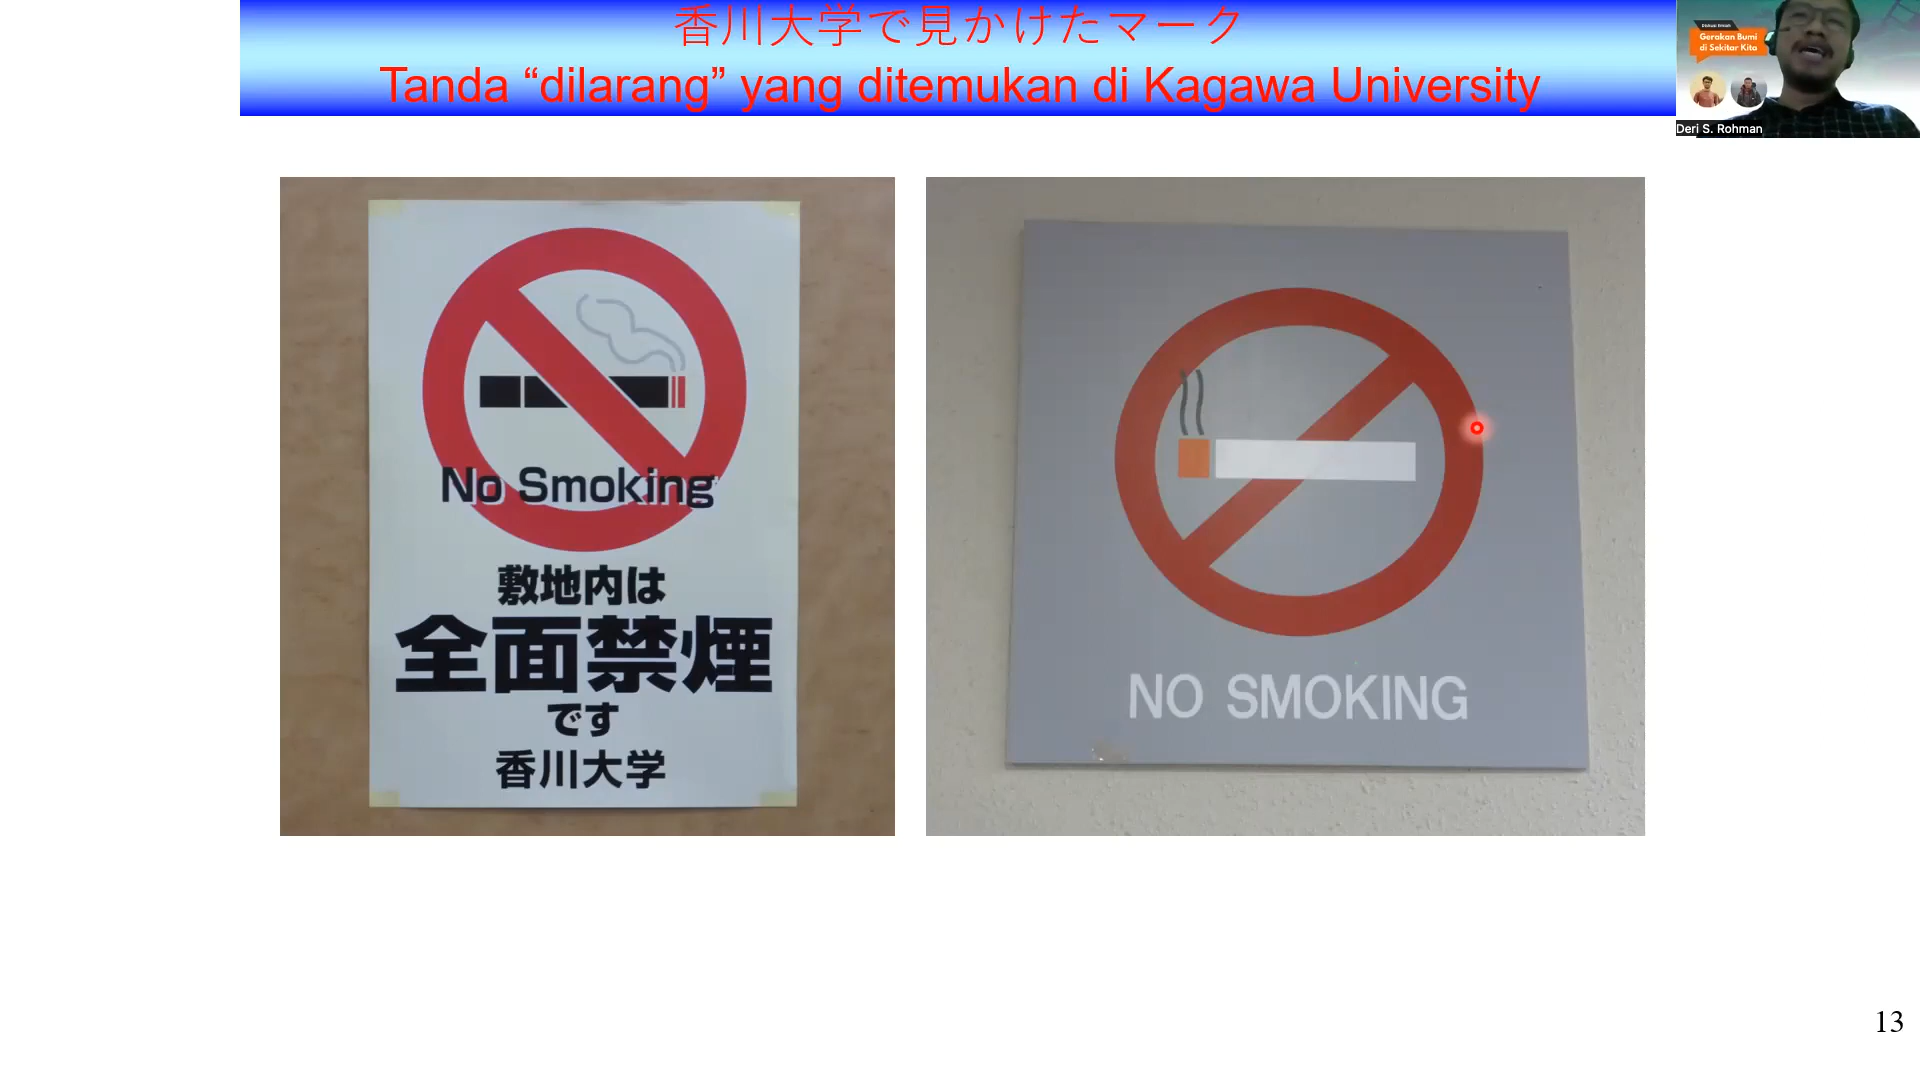 香川大学で見かけたマーク
Tanda “dilarang” yang ditemukan di Kagawa University
Diskusi Ilmiah
Gerakan Bumi
di Sekitar Kita
Deri S. Rohman
No Smoking
敷地内は
全面禁煙
です
香川大学
NO SMOKING
13